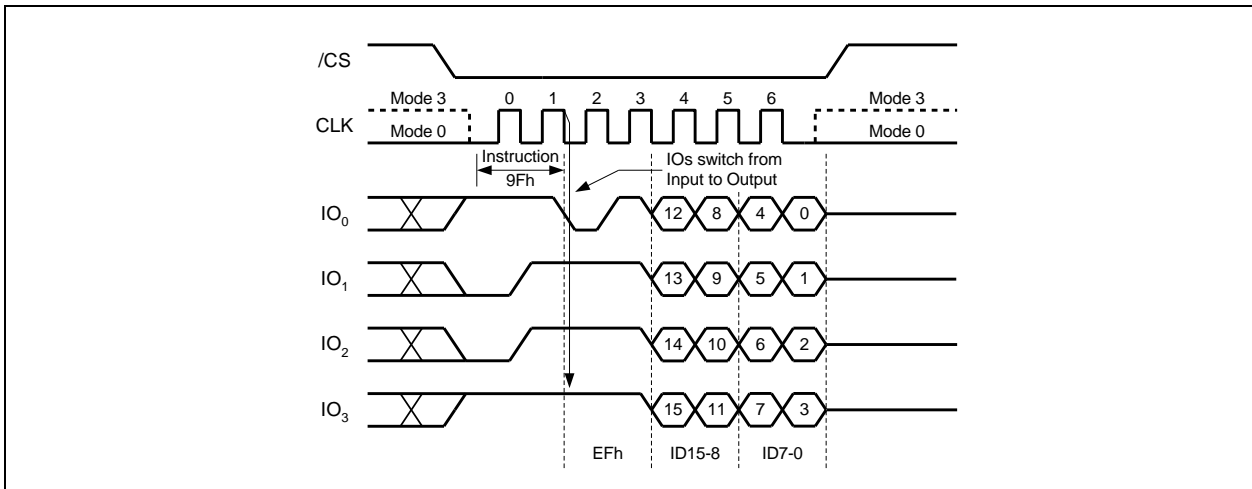 /CS
Mode 3 0 1 2 3 4 5 6 Mode 3
CLK Mode 0 Mode 0
Instruction IOs switch from
9Fh Input to Output
IO0 12 8 4 0
IO1 13 9 5 1
IO2 14 10 6 2
IO3 15 11 7 3
EFh ID15-8 ID7-0